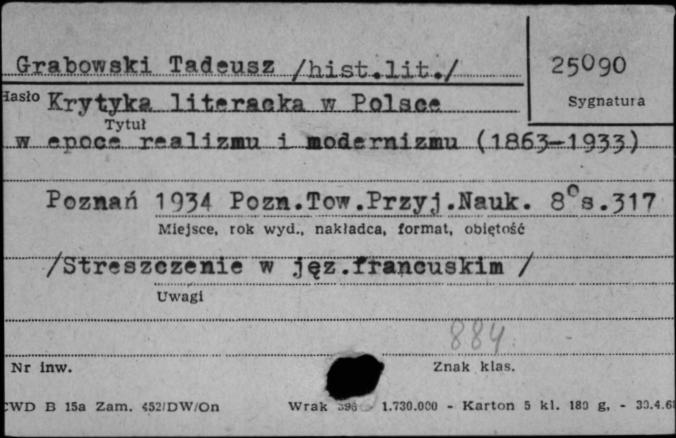 Grabowski Tadeusz /hist.lit./
25090
Hasło
Sygnatura
Krytyka literacka w Polsce
Tytuł
w epoce realizmu i modernizmu (1863-1933)
Poznań 1934 Pozn.Tow.Przyj.Nauk. 8°s.317
Miejsce, rok wyd., nakładca, format, objętość
/Streszczenie w jęz.francuskim /
Uwagi
884
Nr inw.
Znak klas.
CWD B 15a Zam. 452/DW/On Wrak 1.730.000 - Karton 5 kl. 180 g, -